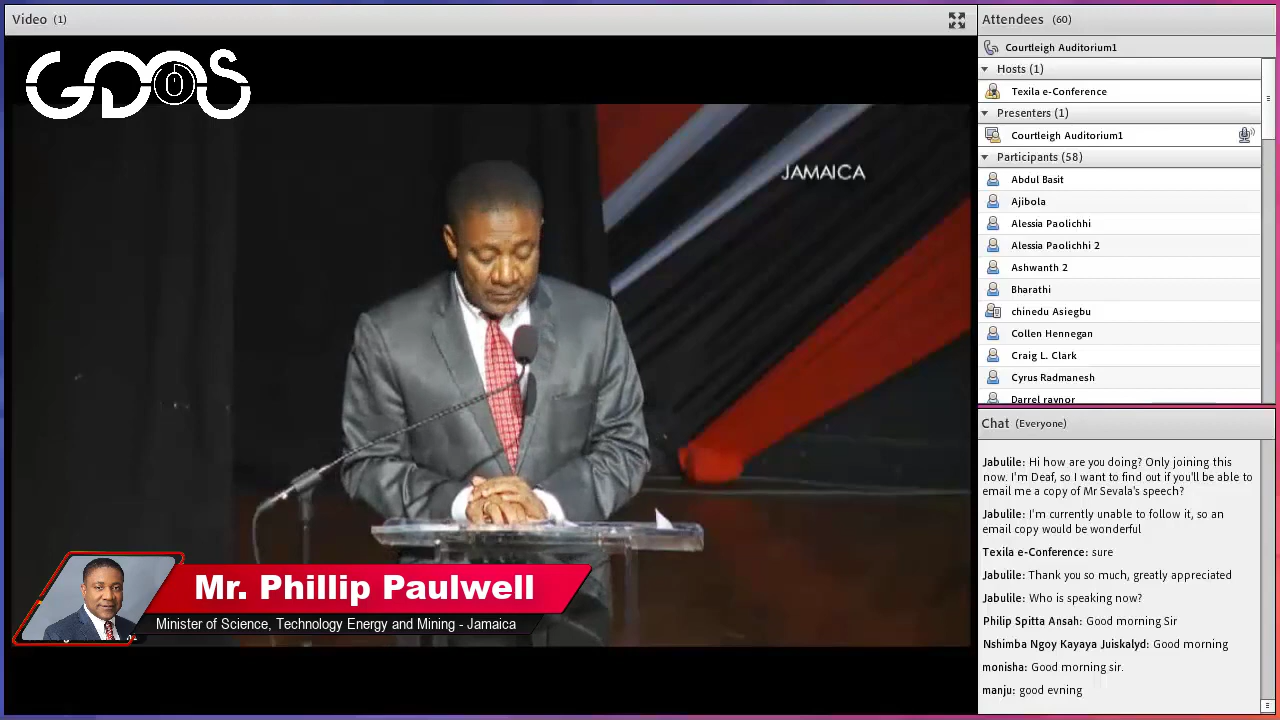 Video (1)
GDOS
JAMAICA
Mr. Phillip Paulwell
Minister of Science, Technology Energy and Mining - Jamaica
Attendees (60)
Courtleigh Auditorium1
Hosts (1)
Texila e-Conference
Presenters (1)
Courtleigh Auditorium1
Participants (58)
Abdul Basit
Ajibola
Alessia Paolichhi
Alessia Paolichhi 2
Ashwanth 2
Bharathi
chinedu Asiegbu
Collen Hennegan
Craig L. Clark
Cyrus Radmanesh
Darrel raynor
Chat (Everyone)
Jabulile: Hi how are you doing? Only joining this
now. I'm Deaf, so I want to find out if you'll be able to
email me a copy of Mr Sevala's speech?
Jabulile: I'm currently unable to follow it, so an
email copy would be wonderful
Texila e-Conference: sure
Jabulile: Thank you so much, greatly appreciated
Jabulile: Who is speaking now?
Philip Spitta Ansah: Good morning Sir
Nshimba Ngoy Kayaya Juiskalyd: Good morning
monisha: Good morning sir.
manju: good evning